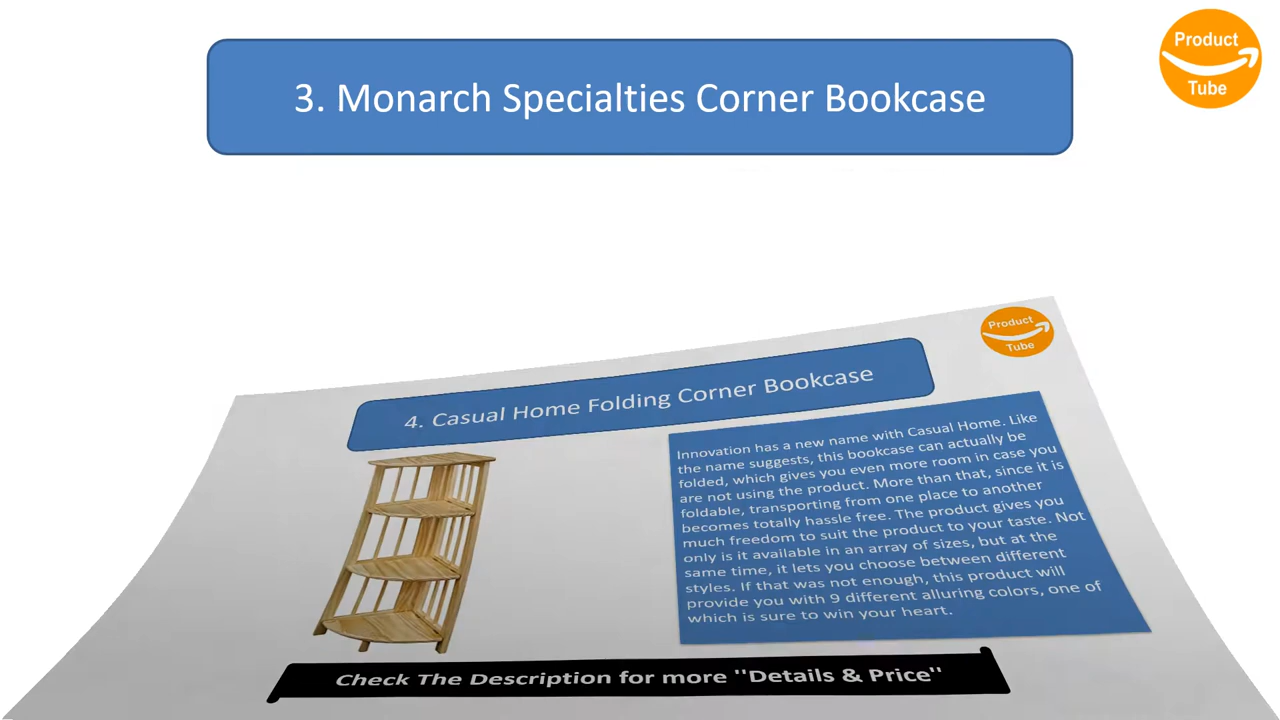 3. Monarch Specialties Corner Bookcase
Product
Tube
Product
Tube
4. Casual Home Folding Corner Bookcase
Innovation has a new name with Casual Home. Like
the name suggests, this bookcase can actually be
folded, which gives you even more room in case you
are not using the product. More than that, since it is
foldable, transporting from one place to another
becomes totally hassle free. The product gives you
much freedom to suit the product to your taste. Not
only is it available in an array of sizes, but at the
same time, it lets you choose between different
styles. If that was not enough, this product will
provide you with 9 different alluring colors, one of
which is sure to win your heart.
Check The Description for more ''Details & Price''